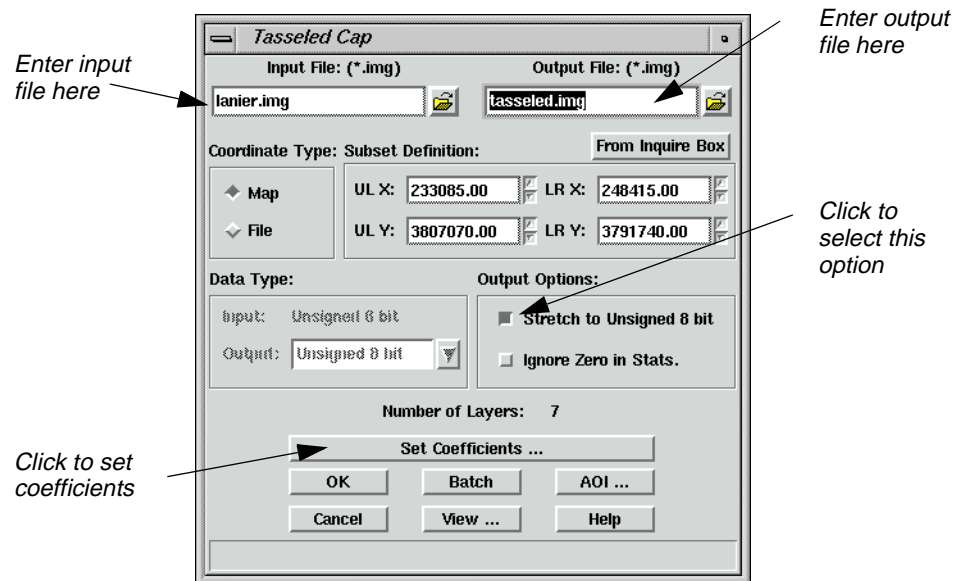 Enter output
file here
Tasseled Cap
Enter input
file here
Input File: (*.img)
Output File: (*.img)
lanier.img
tasseled.img
From Inquire Box
Coordinate Type:
Subset Definition:
Map
File
UL X:
233085.00
LR X:
248415.00
UL Y:
3807070.00
LR Y:
3791740.00
Click to
select this
option
Data Type:
Output Options:
Input:
Unsigned 8 bit
Output:
Unsigned 8 bit
Stretch to Unsigned 8 bit
Ignore Zero in Stats.
Number of Layers: 7
Set Coefficients ...
Click to set
coefficients
OK
Batch
AOI ...
Cancel
View ...
Help